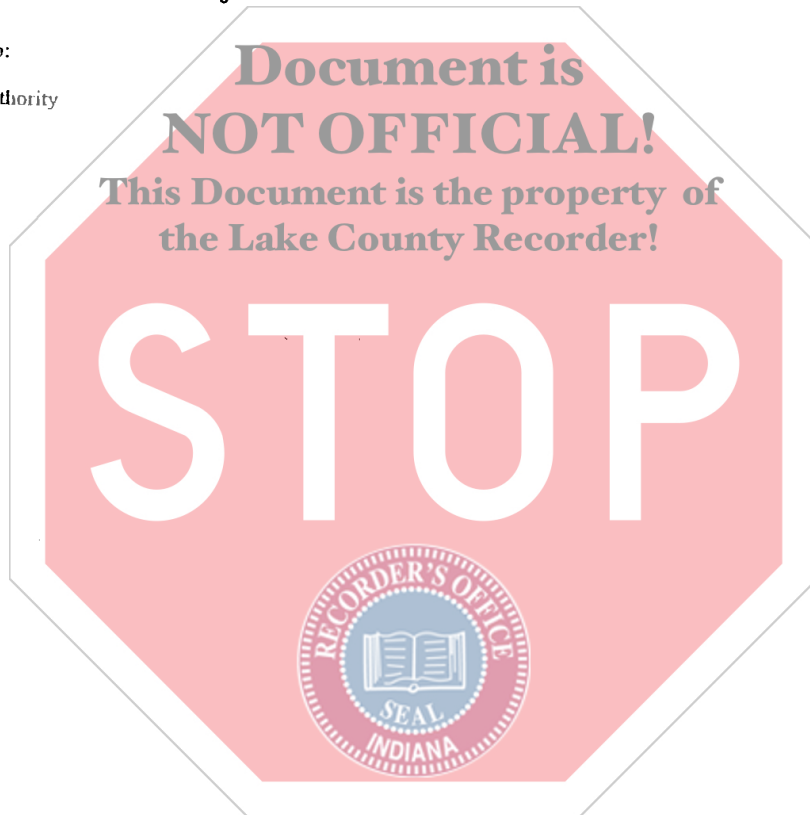 Document is
NOT OFFICIAL!
thority
This Document is the property of
the Lake County Recorder!
STOP
RECORDER'S OFFICE
SEAL
INDIANA